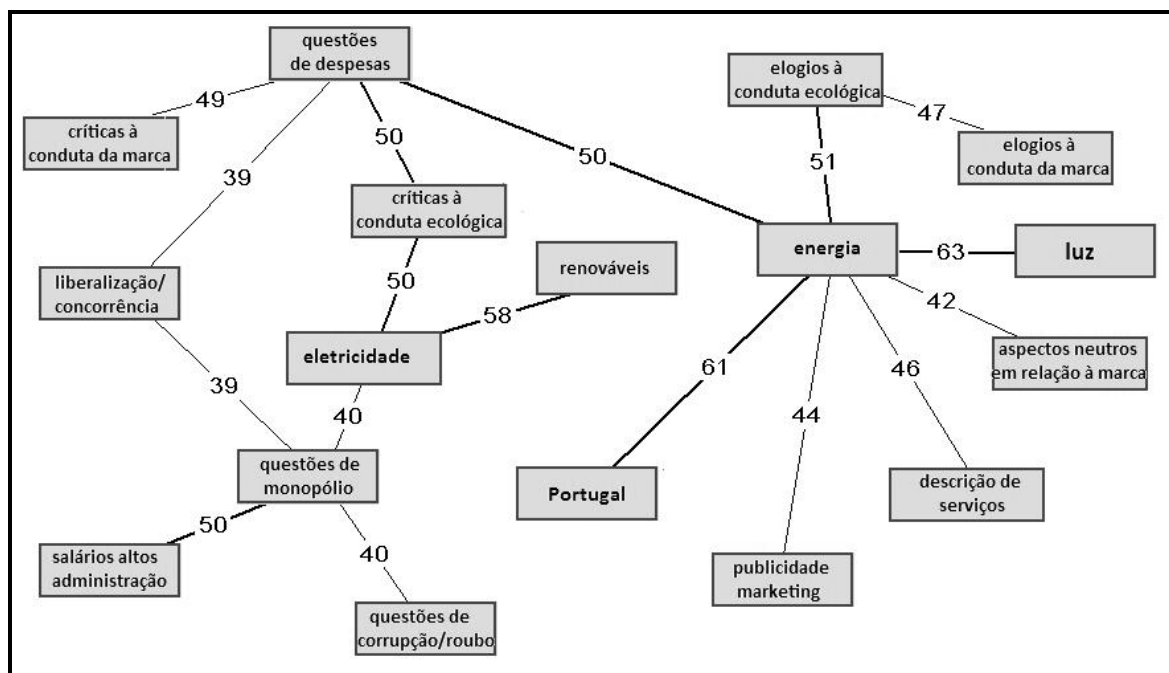 questões
de despesas
elogios à
conduta ecológica
49
47
críticas à
conduta da marca
50
elogios à
conduta da marca
50
51
39
críticas à
conduta ecológica
energia
63
luz
renováveis
50
liberalização/
concorrência
42
58
eletricidade
aspectos neutros
em relação à marca
61
46
39
40
44
questões de
monopólio
Portugal
descrição de
serviços
50
salários altos
administração
40
publicidade
marketing
questões de
corrupção/roubo